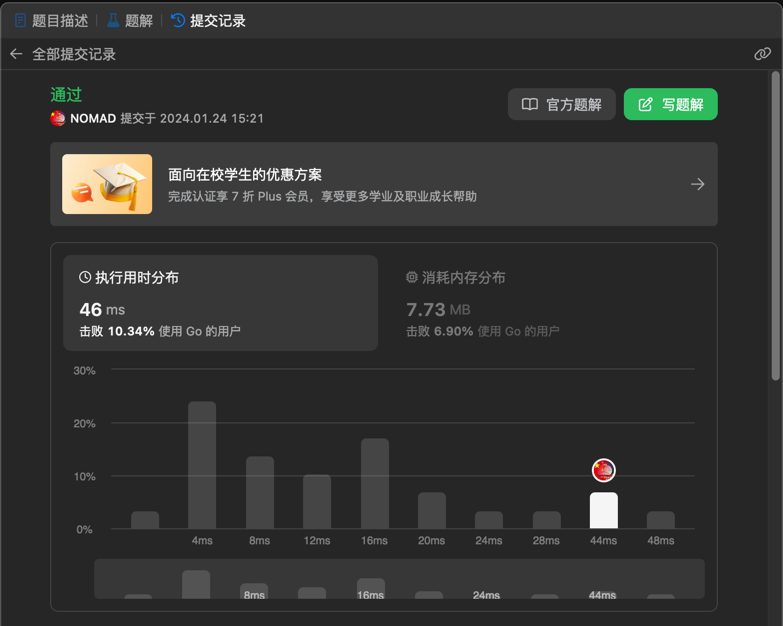 题目描述 题解 提交记录
全部提交记录
通过
NOMAD 提交于 2024.01.24 15:21
官方题解
写题解
面向在校学生的优惠方案
完成认证享 7 折 Plus 会员，享受更多学业及职业成长帮助
执行用时分布
46 ms
击败 10.34% 使用 Go 的用户
消耗内存分布
7.73 MB
击败 6.90% 使用 Go 的用户
30%
20%
10%
0%
4ms 8ms 12ms 16ms 20ms 24ms 28ms 44ms 48ms
8ms 16ms 24ms 44ms